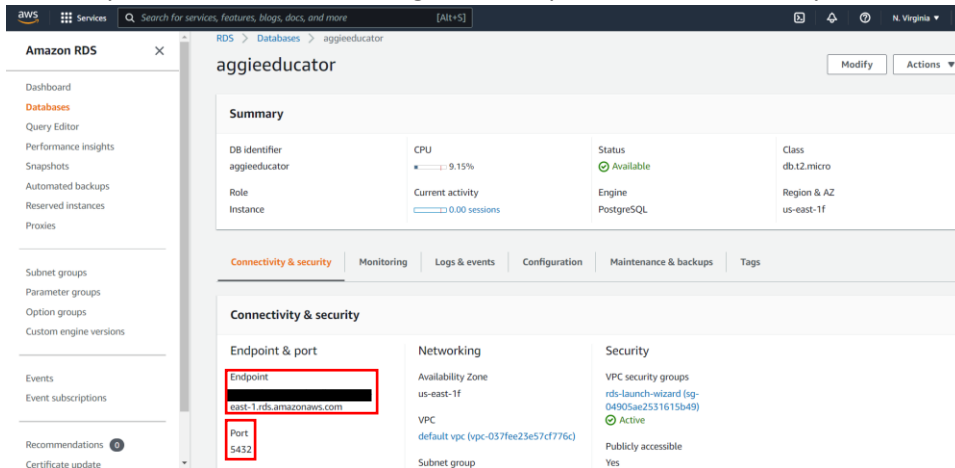 aws
Services
Search for services, features, blogs, docs, and more
[Alt+S]
N. Virginia
Amazon RDS
Dashboard
Databases
Query Editor
Performance insights
Snapshots
Automated backups
Reserved instances
Proxies
Subnet groups
Parameter groups
Option groups
Custom engine versions
Events
Event subscriptions
Recommendations 0
Certificate update
RDS > Databases > aggieeducator
aggieeducator
Modify
Actions
Summary
DB identifier
aggieeducator
CPU
9.15%
Status
Available
Class
db.t2.micro
Role
Instance
Current activity
0.00 sessions
Engine
PostgreSQL
Region & AZ
us-east-1f
Connectivity & security
Monitoring
Logs & events
Configuration
Maintenance & backups
Tags
Connectivity & security
Endpoint & port
Endpoint
east-1.rds.amazonaws.com
Port
5432
Networking
Availability Zone
us-east-1f
VPC
default vpc (vpc-037fee23e57cf776c)
Subnet group
Security
VPC security groups
rds-launch-wizard (sg-
04905ae2531615b49)
Active
Publicly accessible
Yes